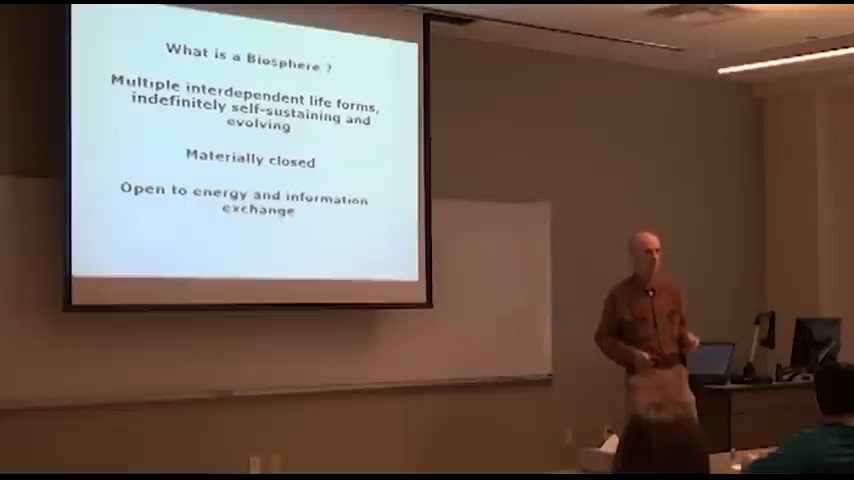 What is a Biosphere ?
Multiple interdependent life forms,
indefinitely self-sustaining and
evolving
Materially closed
Open to energy and information
exchange